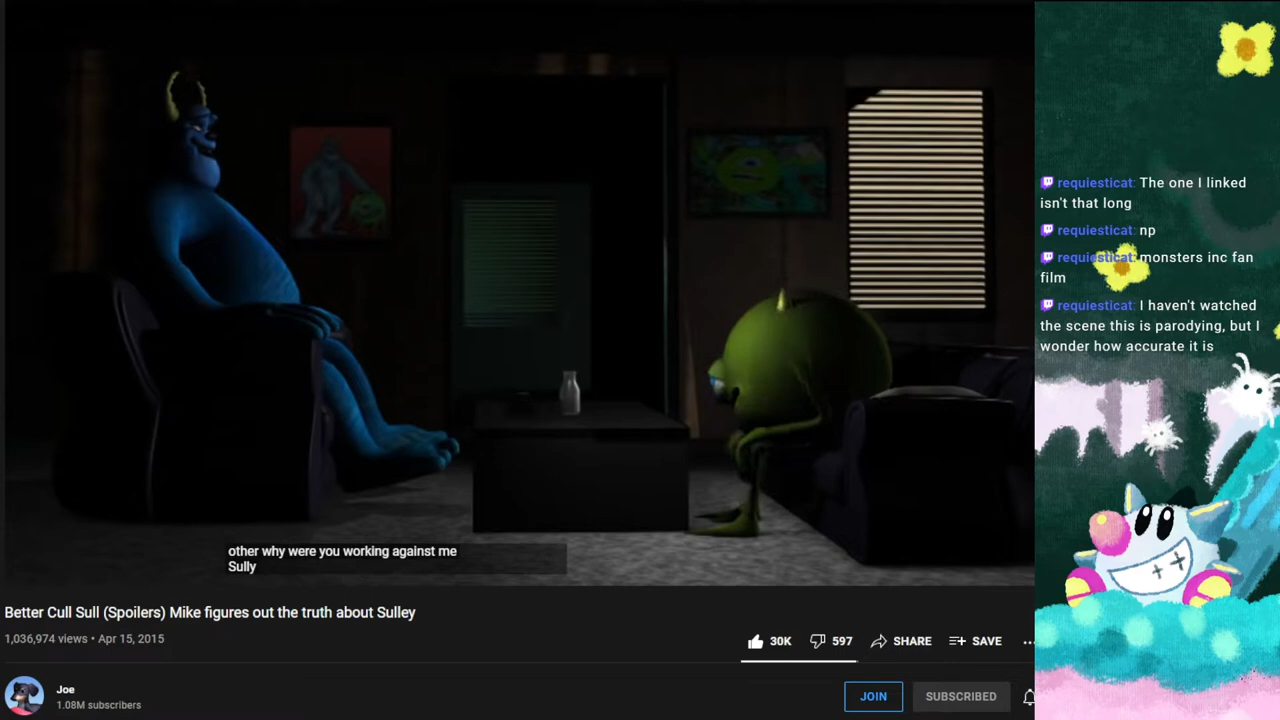 requiesticat: The one I linked
isn't that long
requiesticat: np
requiesticat: monsters inc fan
film
requiesticat: I haven't watched
the scene this is parodying, but I
wonder how accurate it is
other why were you working against me
Sully
Better Cull Sull (Spoilers) Mike figures out the truth about Sulley
1,036,974 views • Apr 15, 2015
30K
597
SHARE
SAVE
Joe
1.08M subscribers
JOIN
SUBSCRIBED